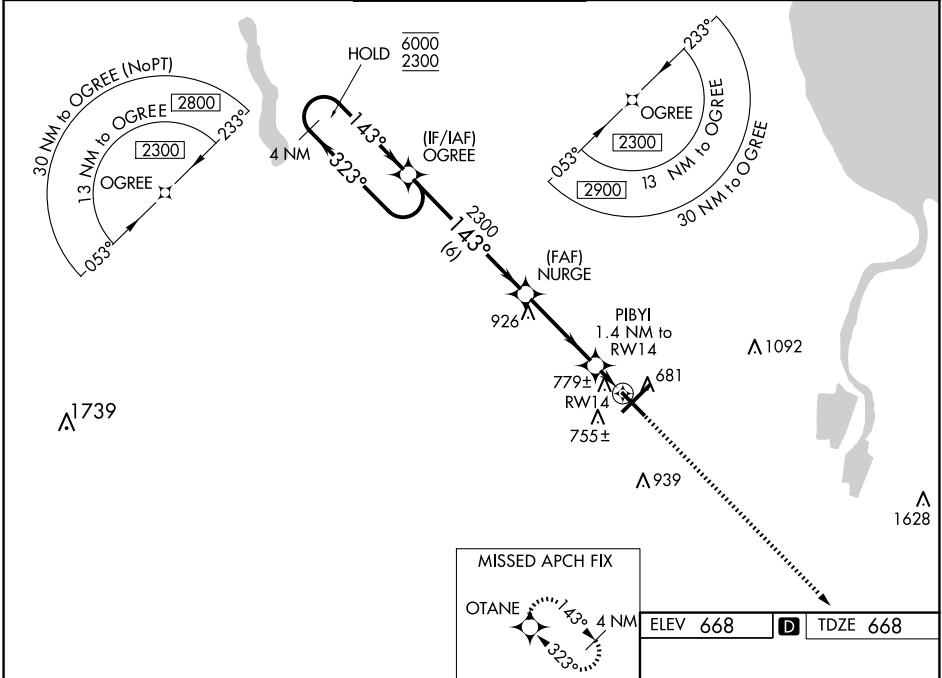 30 NM to OGREE (NoPT)
2800
13 NM to OGREE
2300
OGREE
053°
233°
HOLD
6000
2300
143°
323°
4 NM
(IF/IAF)
OGREE
233°
OGREE
2300
053°
13 NM to OGREE
2900
30 NM to OGREE
2300
143°
(6)
(FAF)
NURGE
926
PIBYI
1.4 NM to
RW14
1092
779±
681
RW14
755±
1739
939
1628
MISSED APCH FIX
OTANE
143°
4 NM
323°
ELEV 668
D
TDZE 668